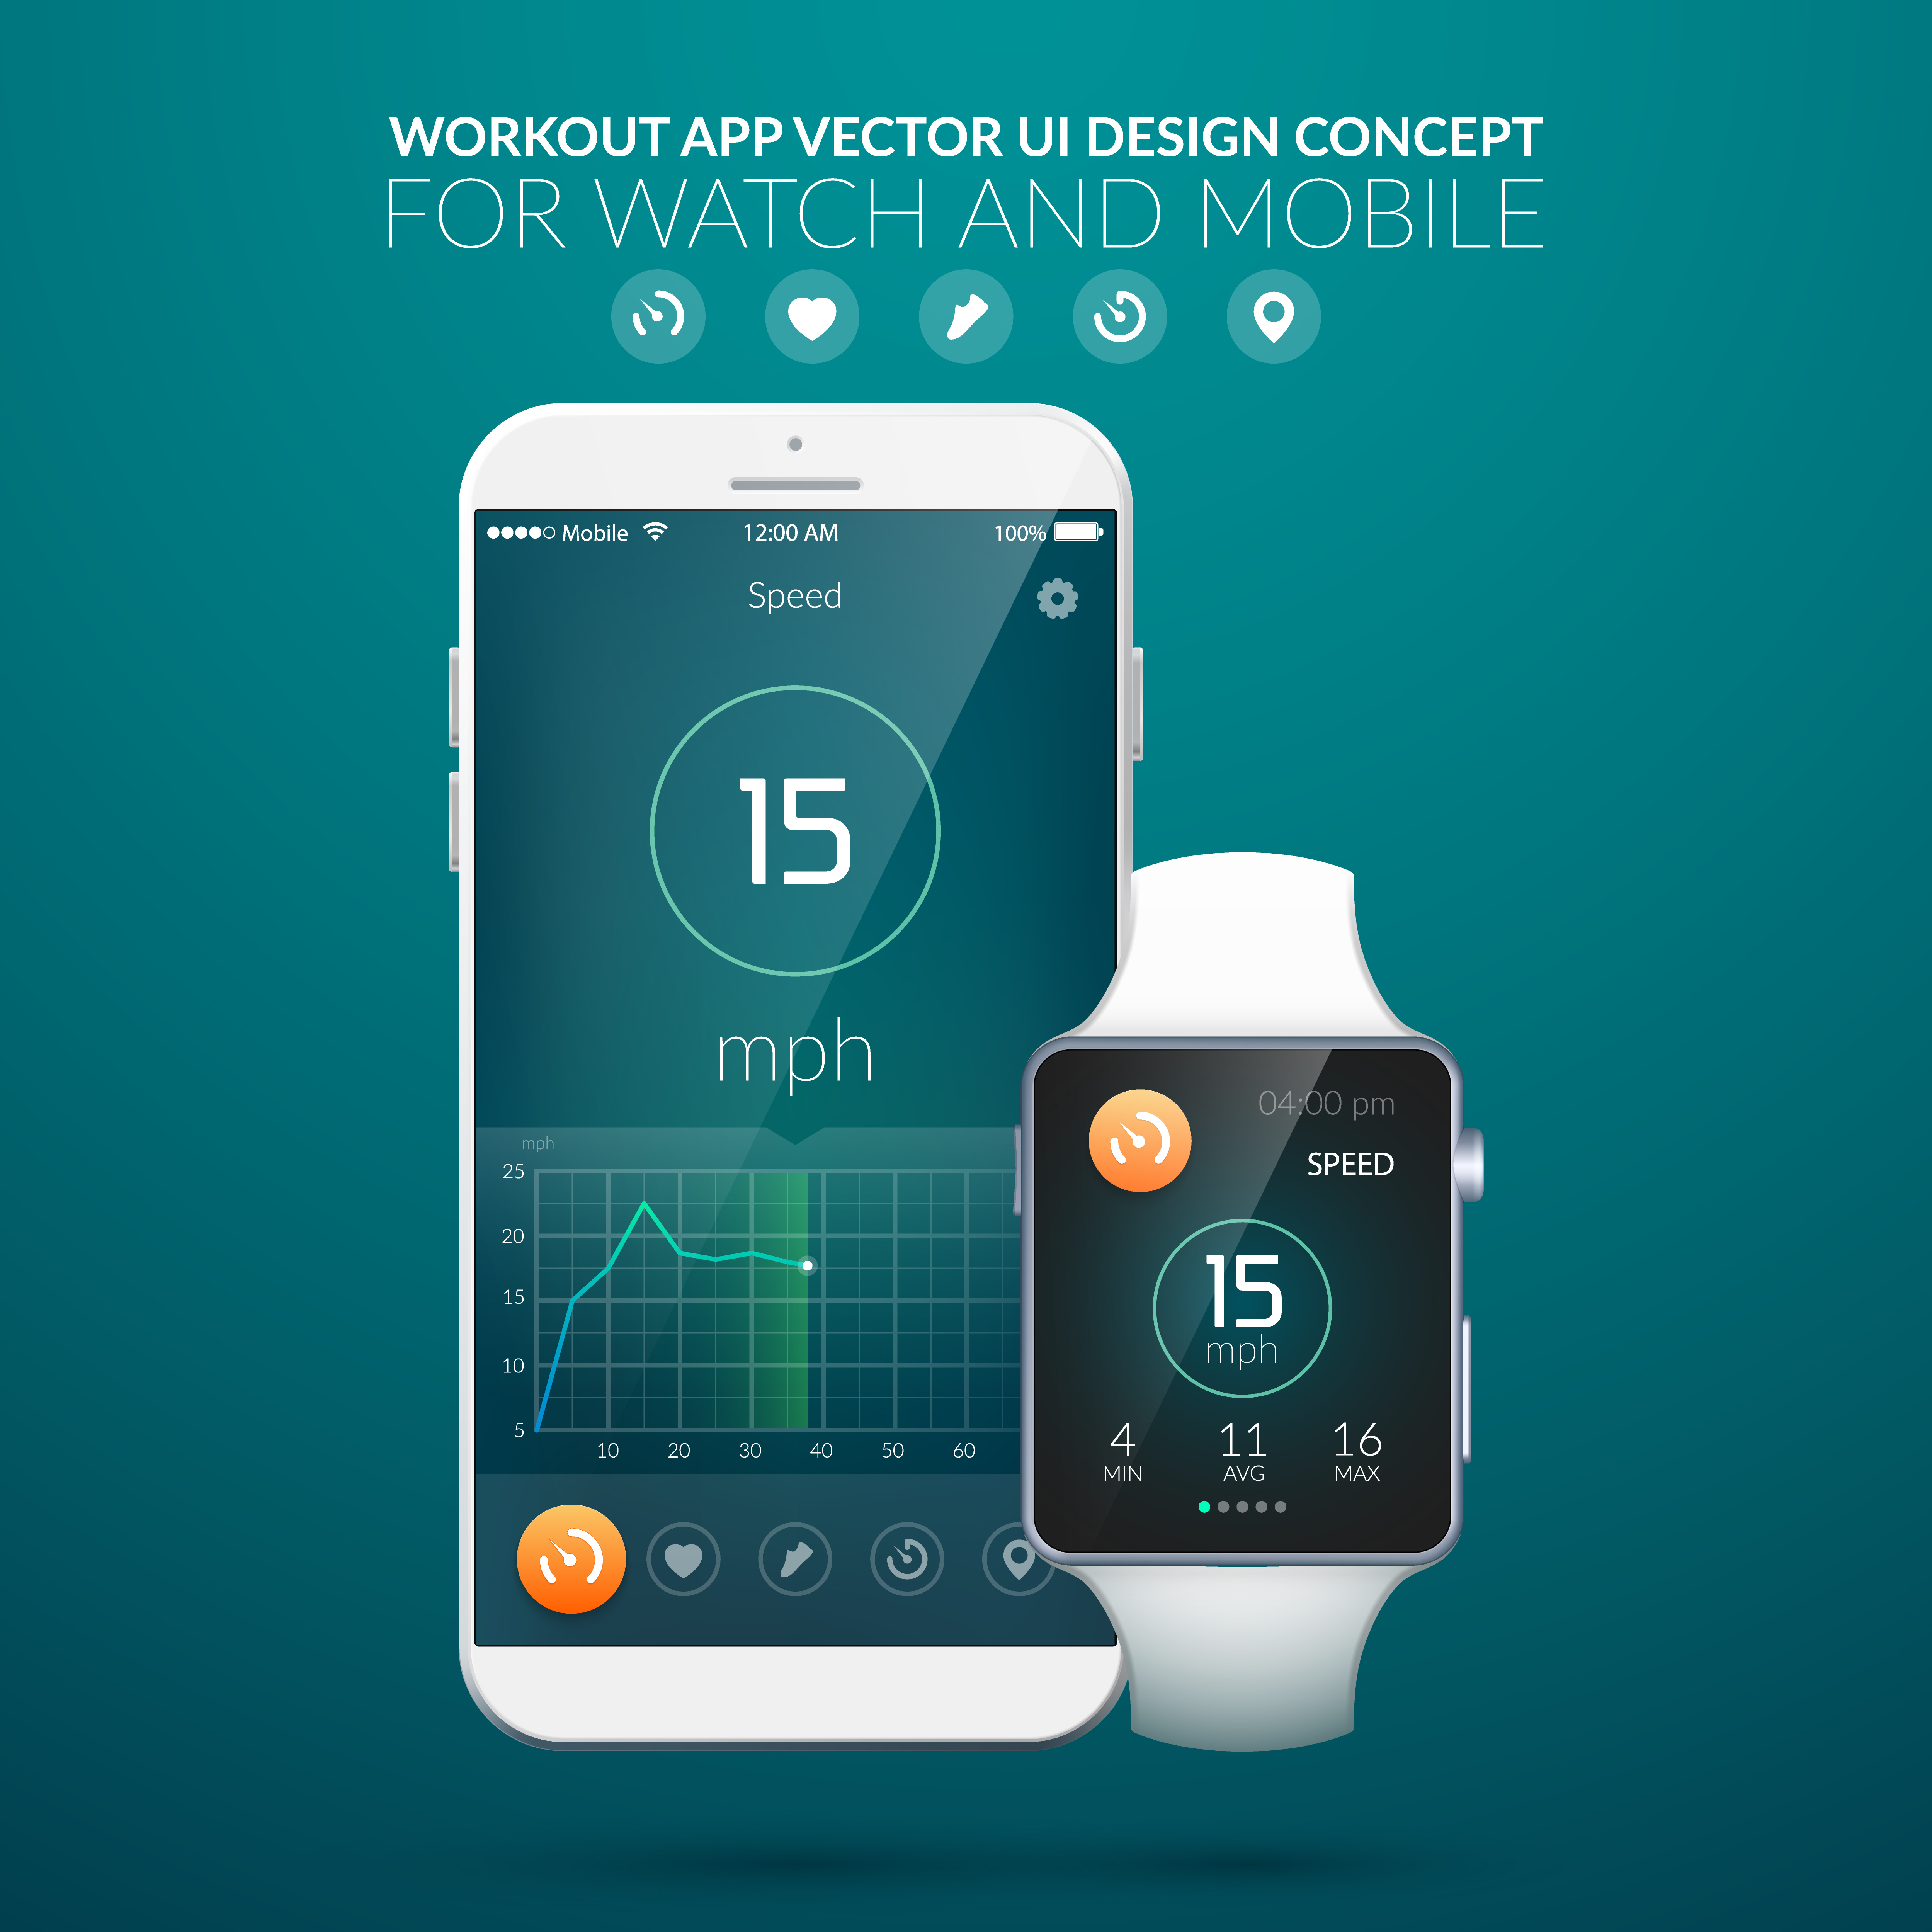 WORKOUT APP VECTOR UI DESIGN CONCEPT
FOR WATCH AND MOBILE
Mobile 12:00 AM 100%
Speed
15
mph
mph
25
20
15
10
5
10 20 30 40 50 60
04:00 pm
SPEED
15
mph
4 11 16
MIN AVG MAX